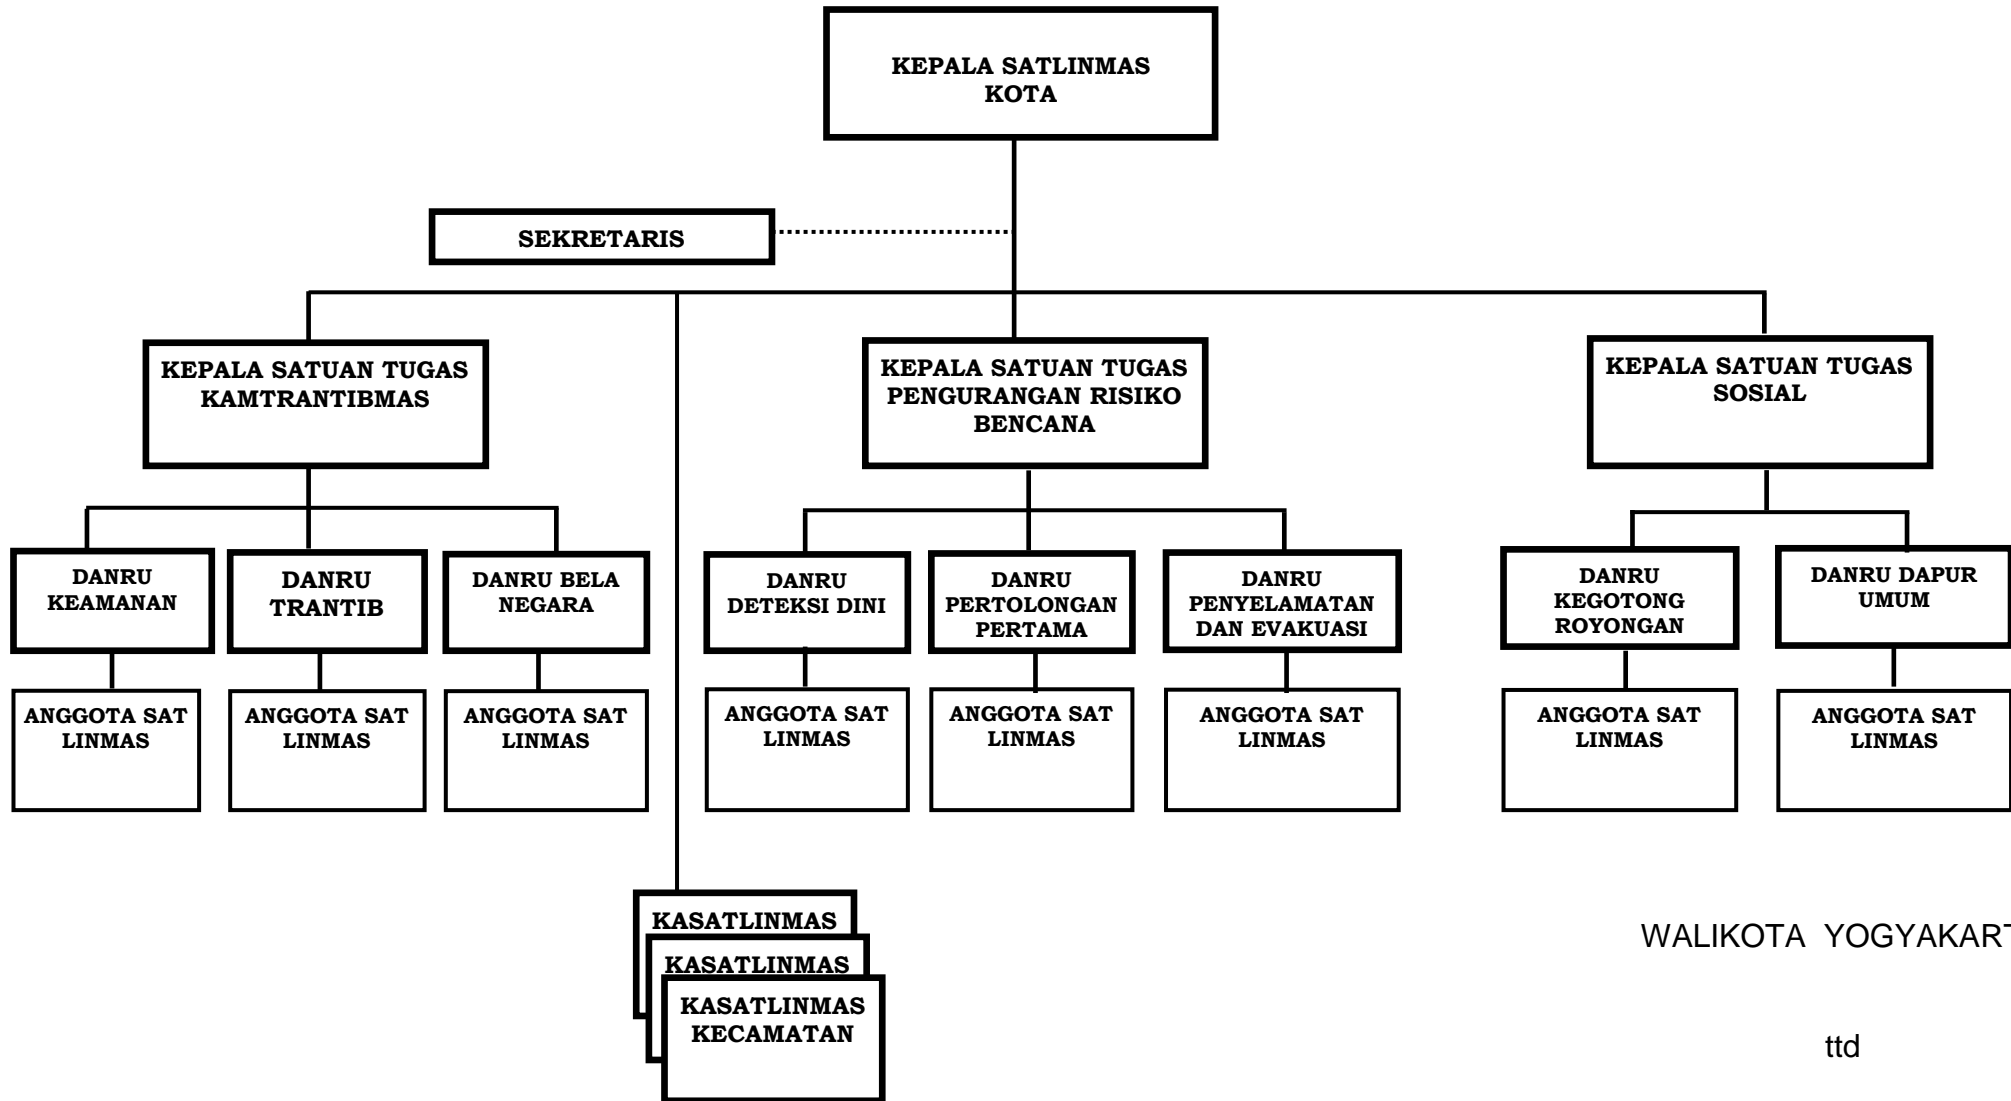 KEPALA SATLINMAS
KOTA
SEKRETARIS
KEPALA SATUAN TUGAS
KAMTRANTIBMAS
KEPALA SATUAN TUGAS
PENGURANGAN RISIKO
BENCANA
KEPALA SATUAN TUGAS
SOSIAL
DANRU
KEAMANAN
DANRU
TRANTIB
DANRU BELA
NEGARA
DANRU
DETEKSI DINI
DANRU
PERTOLONGAN
PERTAMA
DANRU
PENYELAMATAN
DAN EVAKUASI
DANRU
KEGOTONG
ROYONGAN
DANRU DAPUR
UMUM
ANGGOTA SAT
LINMAS
ANGGOTA SAT
LINMAS
ANGGOTA SAT
LINMAS
ANGGOTA SAT
LINMAS
ANGGOTA SAT
LINMAS
ANGGOTA SAT
LINMAS
ANGGOTA SAT
LINMAS
ANGGOTA SAT
LINMAS
KASATLINMAS
KASATLINMAS
KASATLINMAS
KECAMATAN
WALIKOTA YOGYAKART
ttd